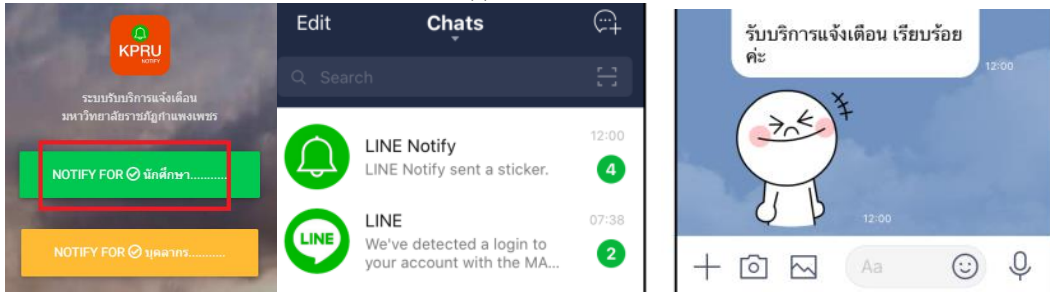 KPRU
NOTIFY
ระบบรับบริการแจ้งเตือน
มหาวิทยาลัยราชภัฏกำแพงเพชร
NOTIFY FOR นักศึกษา...........
NOTIFY FOR บุคลากร...........
Edit
Chats
Search
LINE Notify
12:00
LINE Notify sent a sticker.
4
LINE
LINE
07:38
We've detected a login to
your account with the MA...
2
รับบริการแจ้งเตือน เรียบร้อย
ค่ะ
12:00
12:00
Aa